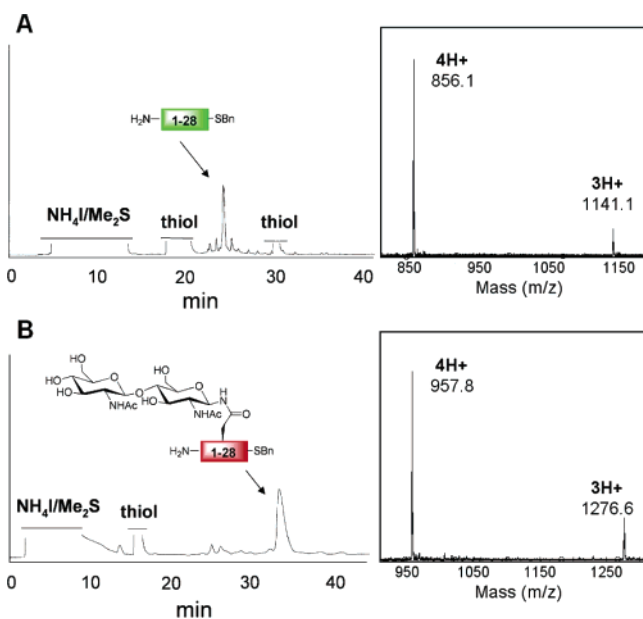 A
H₂N
1-28
SBn
NH₄I/Me₂S
thiol
thiol
0
10
20
30
40
min
4H+
856.1
3H+
1141.1
850
950
1050
1150
Mass (m/z)
B
HO
HO
HO
NHAc
O
O
HO
HO
O
NHAc
H
N
O
H₂N
1-28
SBn
NH₄I/Me₂S
thiol
0
10
20
30
40
min
4H+
957.8
3H+
1276.6
950
1050
1150
1250
Mass (m/z)